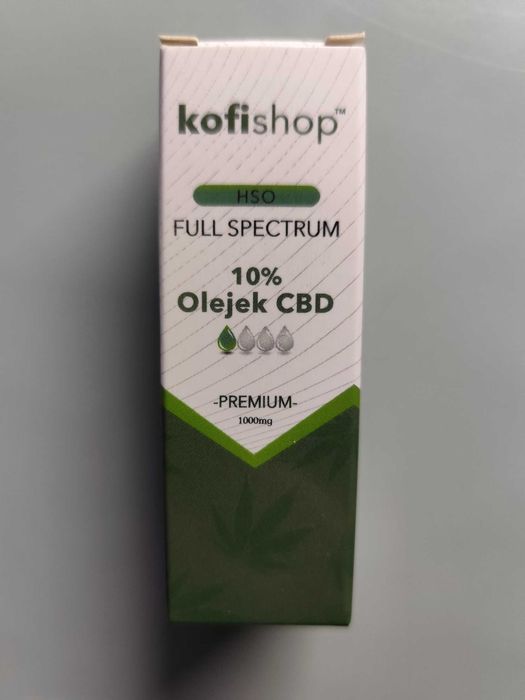 kofishop™
HSO
FULL SPECTRUM
10%
Olejek CBD
-PREMIUM-
1000mg